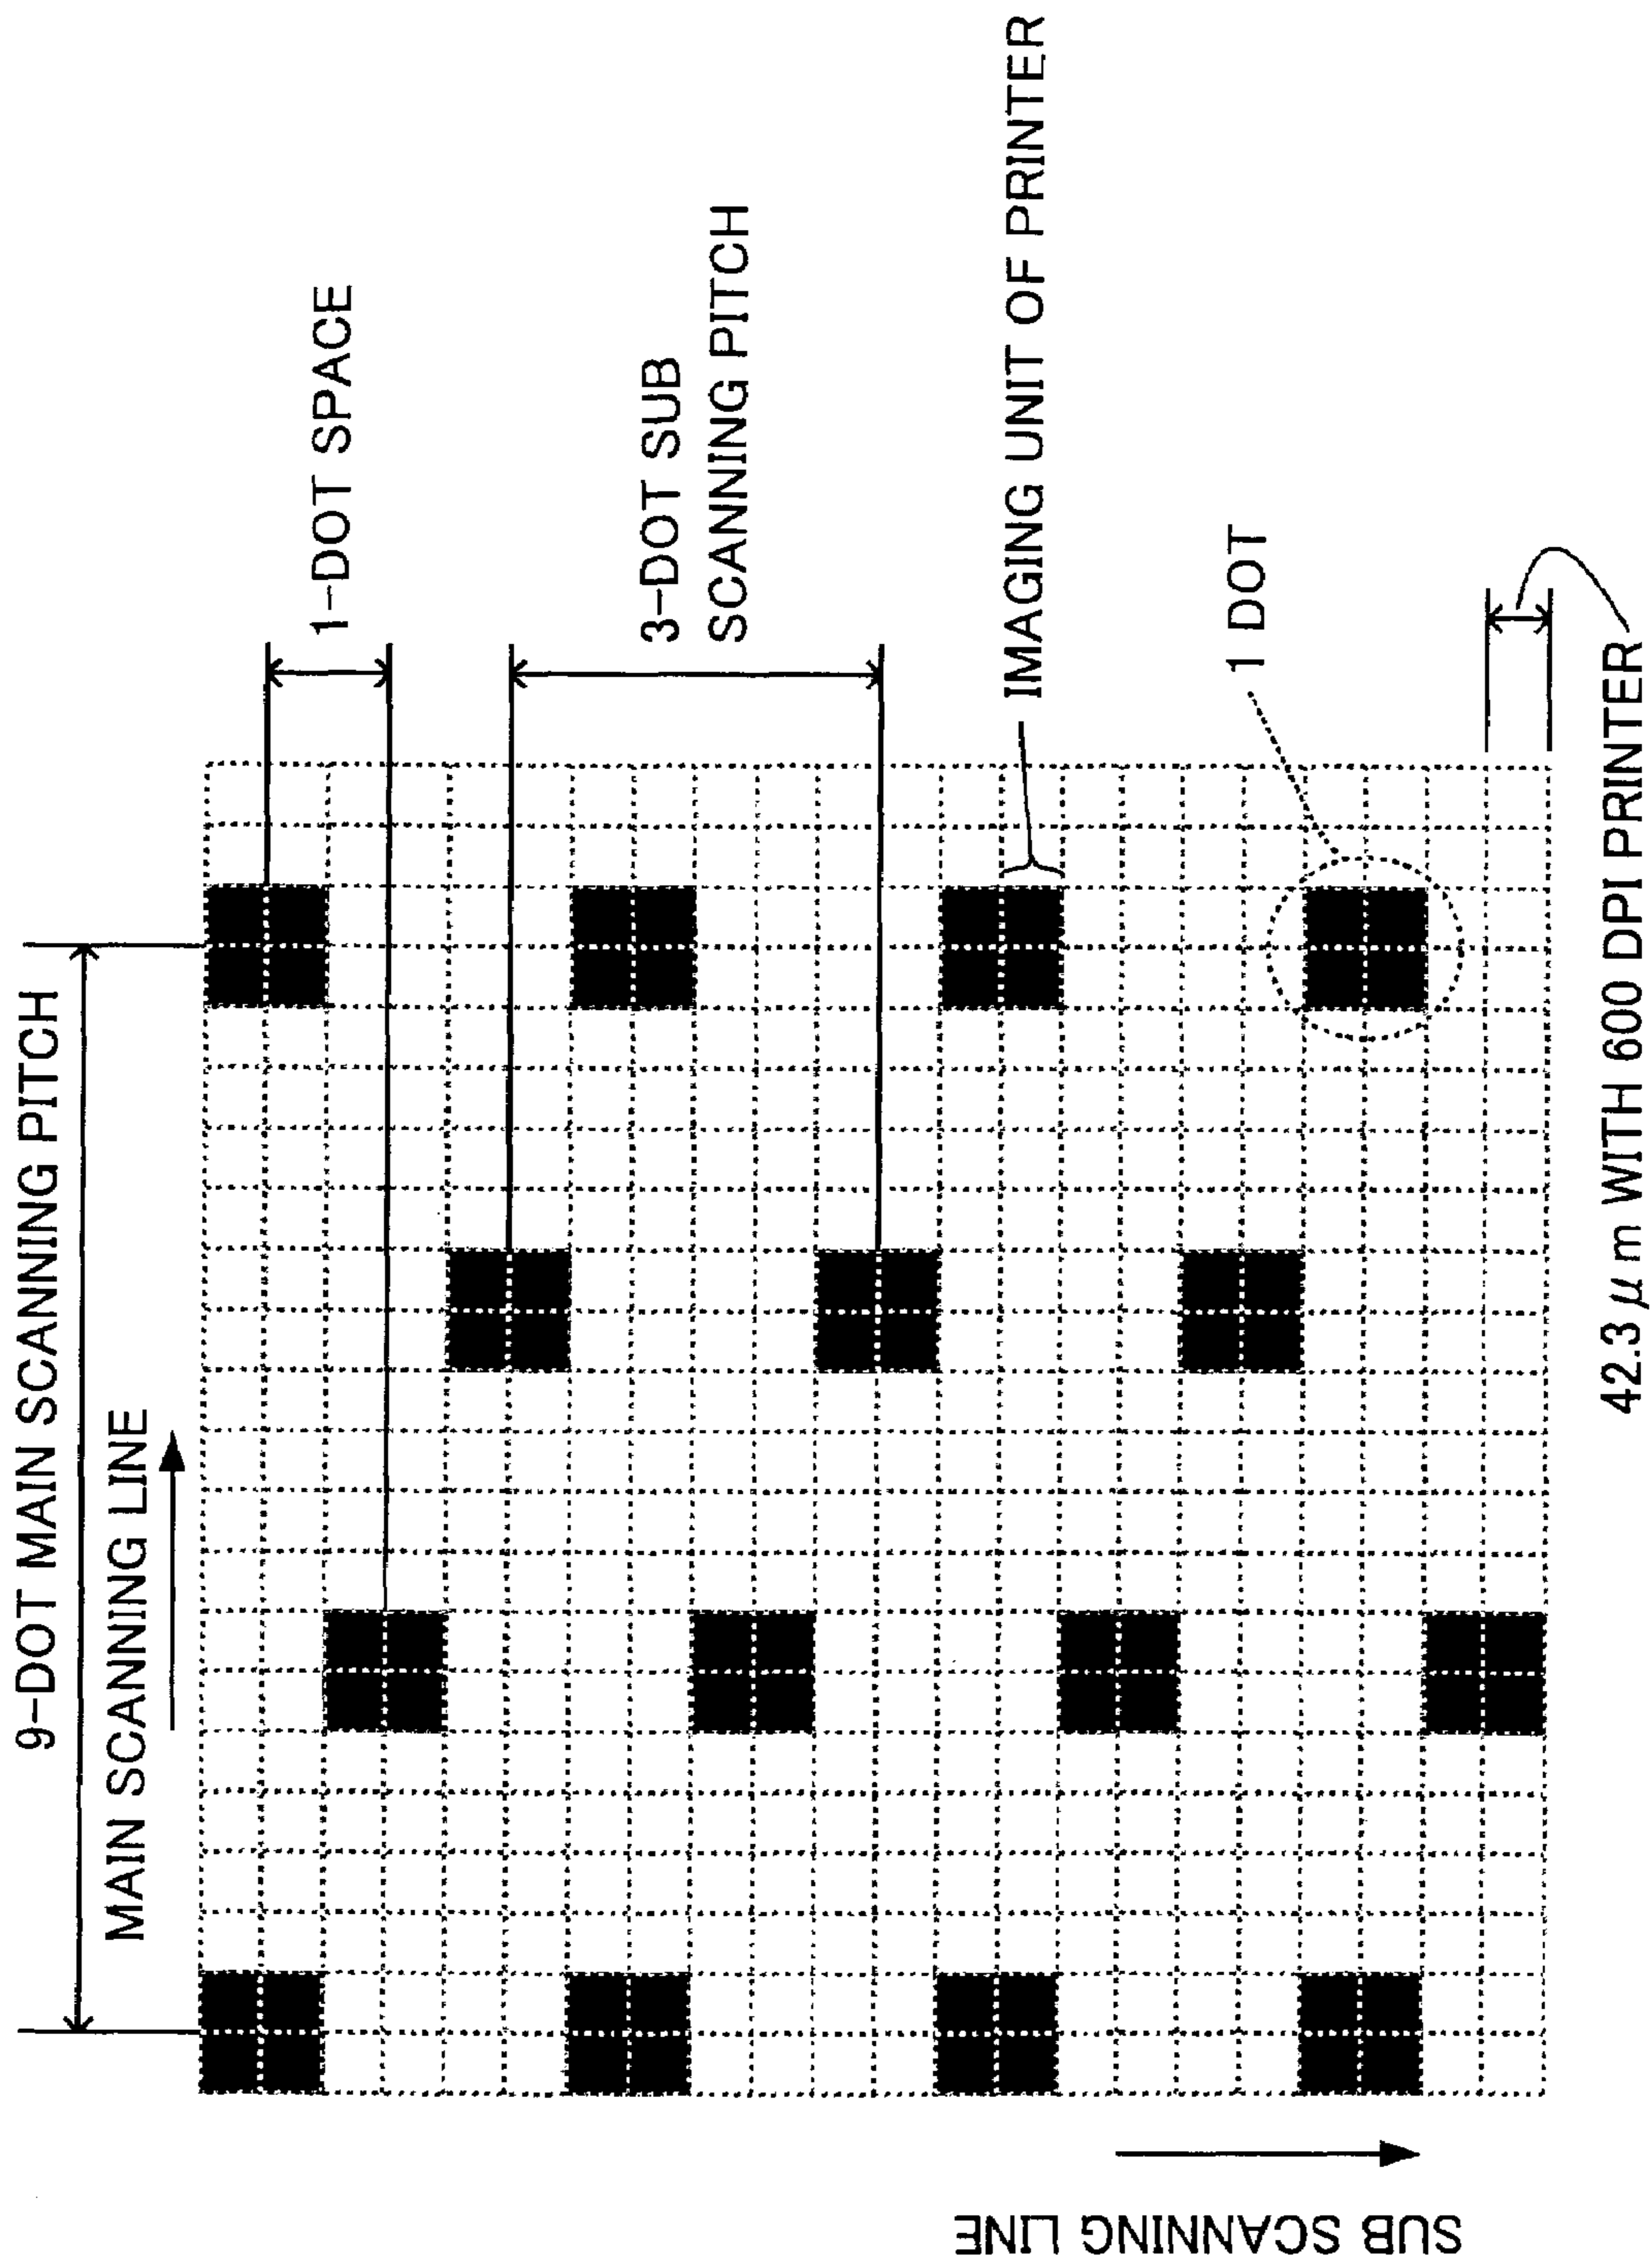 9-DOT MAIN SCANNING PITCH
MAIN SCANNING LINE
1-DOT SPACE
3-DOT SUB
SCANNING PITCH
IMAGING UNIT OF PRINTER
1 DOT
42.3 μm WITH 600 DPI PRINTER
SUB SCANNING LINE